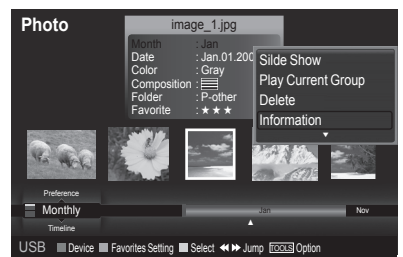 Photo
image_1.jpg
Month : Jan
Date : Jan.01.200
Color : Gray
Composition :
Folder : P-other
Favorite : ★ ★ ★
Silde Show
Play Current Group
Delete
Information
Preference
Monthly
Timeline
Jan
Nov
USB Device Favorites Setting Select Jump TOOLS Option